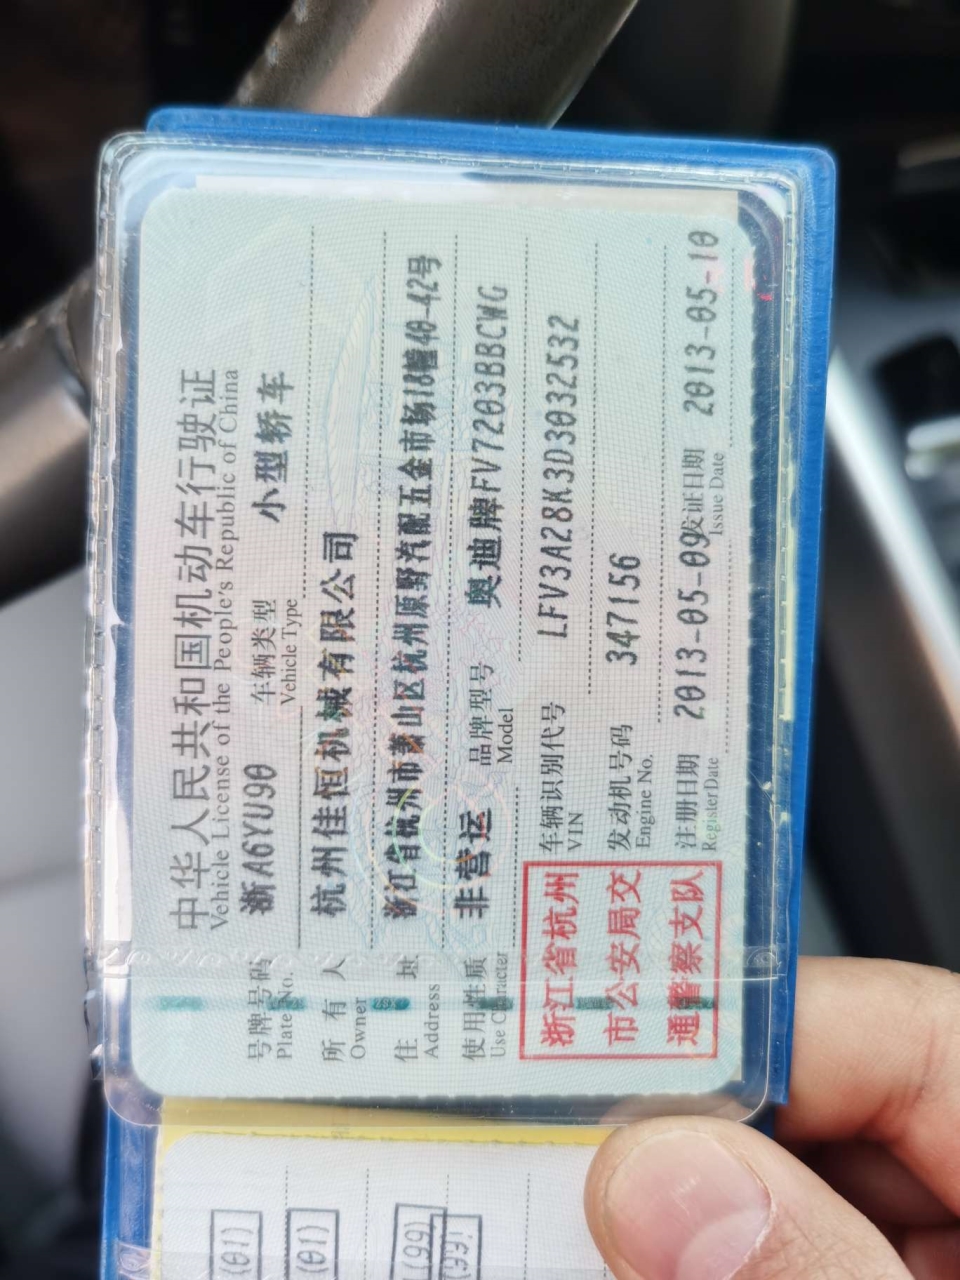 中华人民共和国机动车行驶证
Vehicle License of the People's Republic of China
号牌号码 浙A6YU90 车辆类型 小型轿车
Plate No. Vehicle Type
所有人 杭州佳恒机械有限公司
Owner
住址 浙江省杭州市萧山区杭州原野汽配五金市场18幢40-42号
Address
使用性质 非营运 品牌型号 奥迪牌FV7203BBCWG
Use Character Model
车辆识别代号 LFV3A28K3D3032532
VIN
发动机号码 347156
Engine No.
注册日期 2013-05-09 发证日期 2013-05-10
Register Date Issue Date
浙江省杭州
市公安局交
通警察支队
(01)
(01)
(99)
(99)